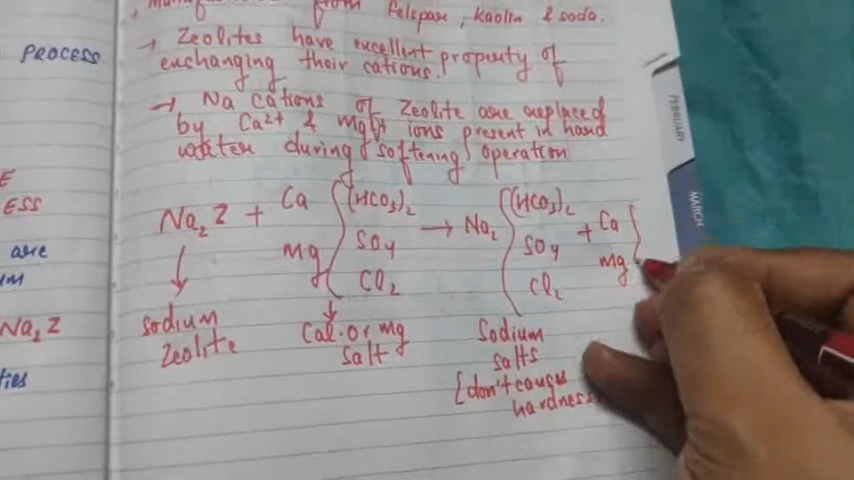 from Felspar, Kaolin & soda.
→ Zeolites have excellent property of
exchanging their cations.
→ Na cations of Zeolite are replaced
by Ca2+ & Mg2+ ions present in hard
water during softening operation
Na2Z + Ca Mg { (HCO3)2 SO4 Cl2 → Na2 { (HCO3)2 SO4 Cl2 + Ca Mg }
↓
sodium
Zeolite
↓
Cal. or mg
salt
Sodium
salts
[don't cause
hardness
PROCESS
E
ESS
are
Na2Z
ties
FEBRUARY
MARCH